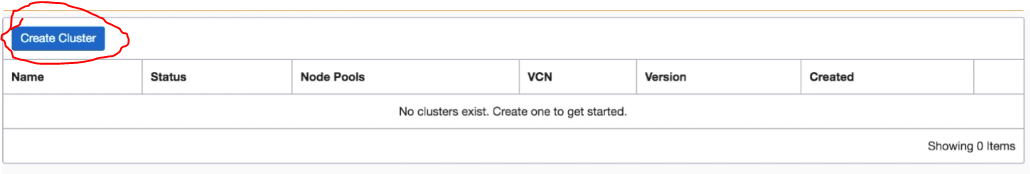 Create Cluster
Name Status Node Pools VCN Version Created
No clusters exist. Create one to get started.
Showing 0 Items